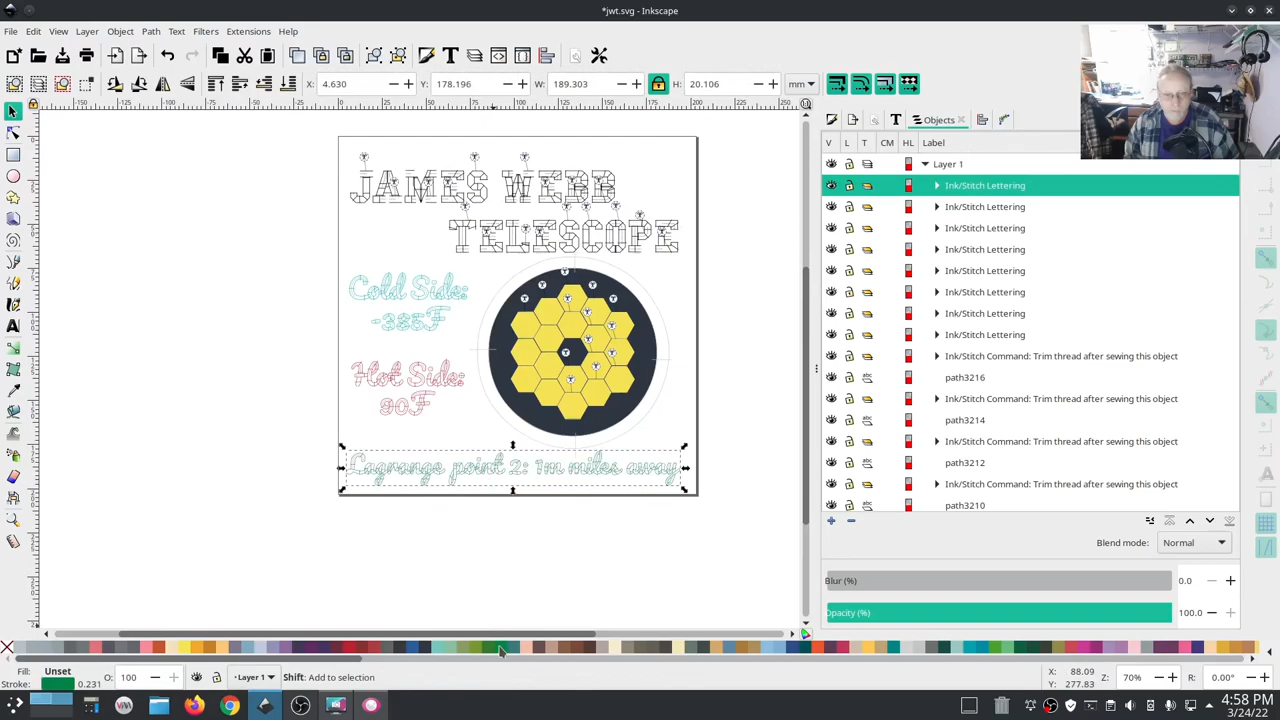 *jwt.svg - Inkscape
File Edit View Layer Object Path Text Filters Extensions Help
X: 4.630 Y: 178.196 W: 189.303 H: 20.106 mm
Objects
V L T CM HL Label
Layer 1
Ink/Stitch Lettering
Ink/Stitch Lettering
Ink/Stitch Lettering
Ink/Stitch Lettering
Ink/Stitch Lettering
Ink/Stitch Lettering
Ink/Stitch Lettering
Ink/Stitch Lettering
Ink/Stitch Command: Trim thread after sewing this object
path3216
Ink/Stitch Command: Trim thread after sewing this object
path3214
Ink/Stitch Command: Trim thread after sewing this object
path3212
Ink/Stitch Command: Trim thread after sewing this object
path3210
Blend mode: Normal
Blur (%) 0.0
Opacity (%) 100.0
JAMES WEBB
TELESCOPE
Cold Side:
-385F
Hot Side:
90F
Lagrange point 2: 1m miles away
Fill: Unset
Stroke: 0.231
O: 100
Layer 1
Shift: Add to selection
X: 88.09
Y: 277.83
Z: 70%
R: 0.00°
4:58 PM
3/24/22